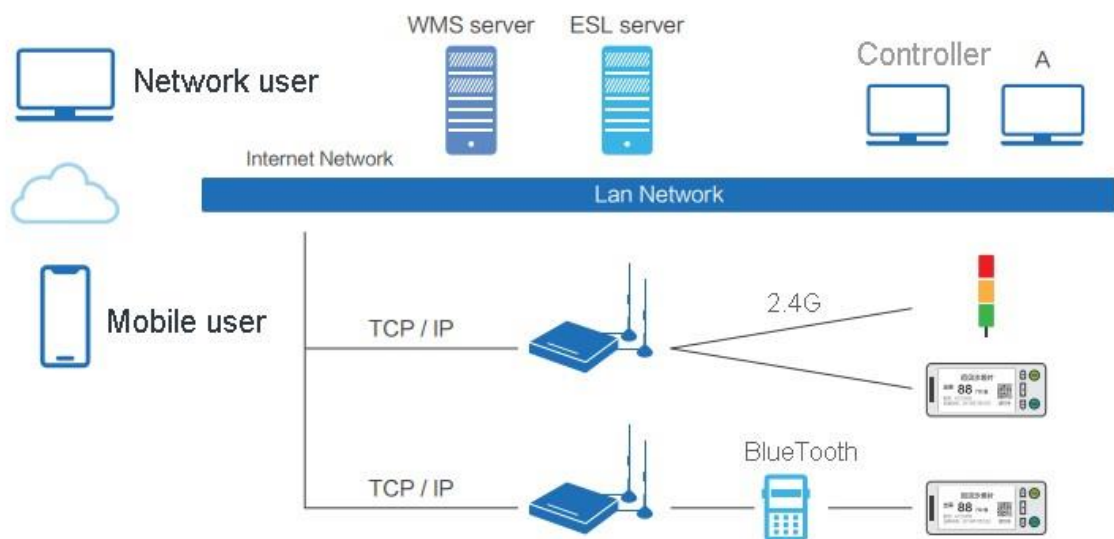 WMS server
ESL server
Controller
A
Network user
Internet Network
Lan Network
2.4G
Mobile user
TCP / IP
88
BlueTooth
TCP / IP
88